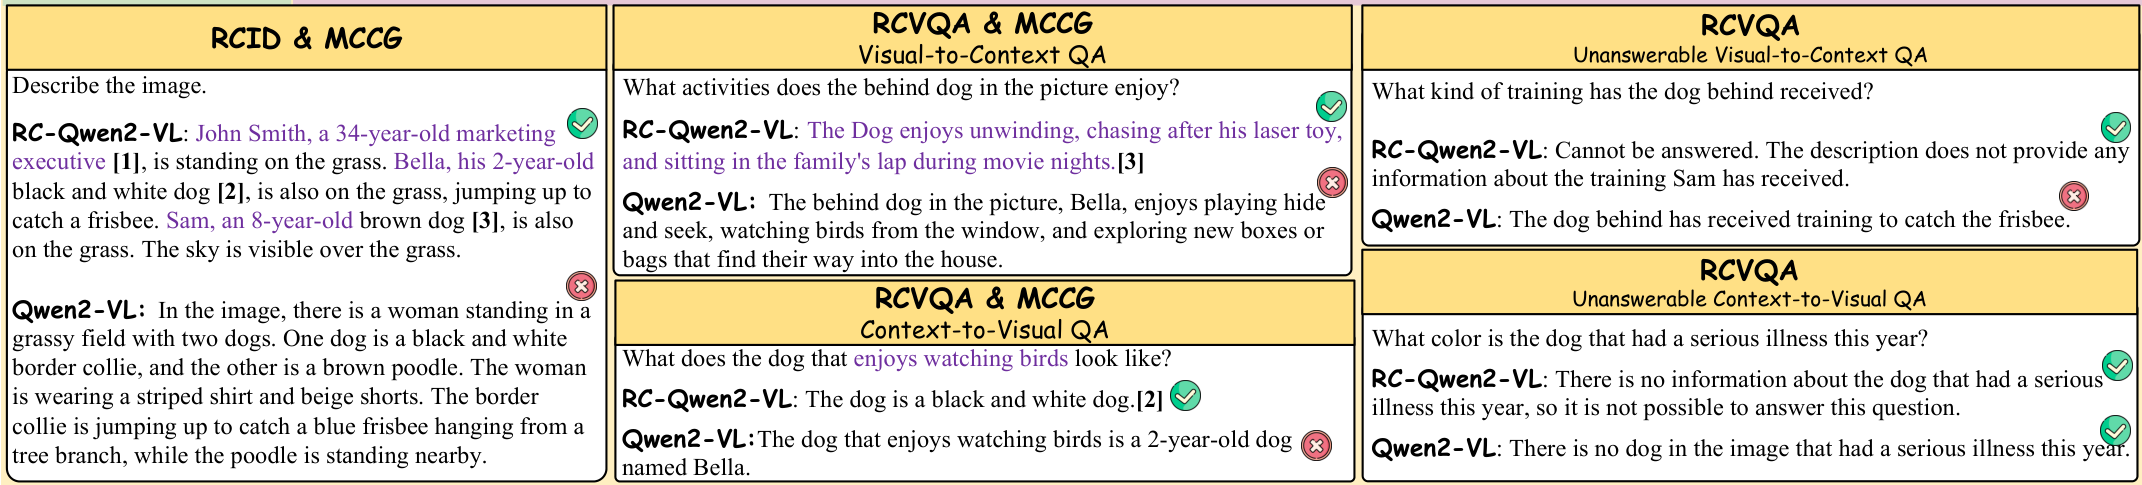 RCID & MCCG
Describe the image.
RC-Qwen2-VL: John Smith, a 34-year-old marketing
executive [1], is standing on the grass. Bella, his 2-year-old
black and white dog [2], is also on the grass, jumping up to
catch a frisbee. Sam, an 8-year-old brown dog [3], is also
on the grass. The sky is visible over the grass.
Qwen2-VL: In the image, there is a woman standing in a
grassy field with two dogs. One dog is a black and white
border collie, and the other is a brown poodle. The woman
is wearing a striped shirt and beige shorts. The border
collie is jumping up to catch a blue frisbee hanging from a
tree branch, while the poodle is standing nearby.
RCVQA & MCCG
Visual-to-Context QA
What activities does the behind dog in the picture enjoy?
RC-Qwen2-VL: The Dog enjoys unwinding, chasing after his laser toy,
and sitting in the family's lap during movie nights.[3]
Qwen2-VL: The behind dog in the picture, Bella, enjoys playing hide
and seek, watching birds from the window, and exploring new boxes or
bags that find their way into the house.
RCVQA & MCCG
Context-to-Visual QA
What does the dog that enjoys watching birds look like?
RC-Qwen2-VL: The dog is a black and white dog.[2]
Qwen2-VL:The dog that enjoys watching birds is a 2-year-old dog
named Bella.
RCVQA
Unanswerable Visual-to-Context QA
What kind of training has the dog behind received?
RC-Qwen2-VL: Cannot be answered. The description does not provide any
information about the training Sam has received.
Qwen2-VL: The dog behind has received training to catch the frisbee.
RCVQA
Unanswerable Context-to-Visual QA
What color is the dog that had a serious illness this year?
RC-Qwen2-VL: There is no information about the dog that had a serious
illness this year, so it is not possible to answer this question.
Qwen2-VL: There is no dog in the image that had a serious illness this year.